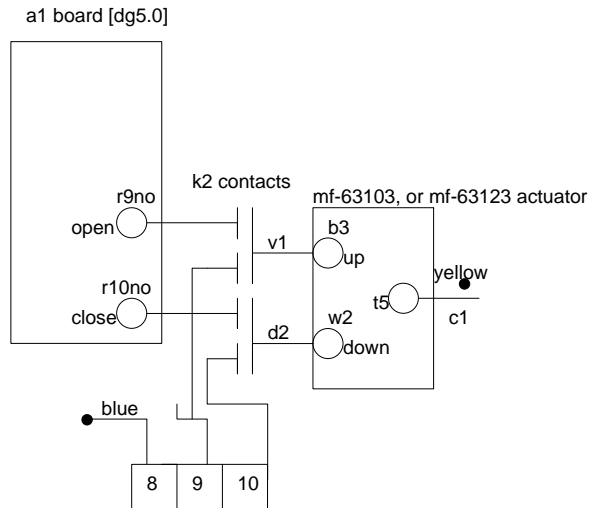 a1 board [dg5.0]
k2 contacts
mf-63103, or mf-63123 actuator
r9no
open
v1
b3
up
yellow
r10no
t5
c1
close
d2
w2
down
blue
8 9 10